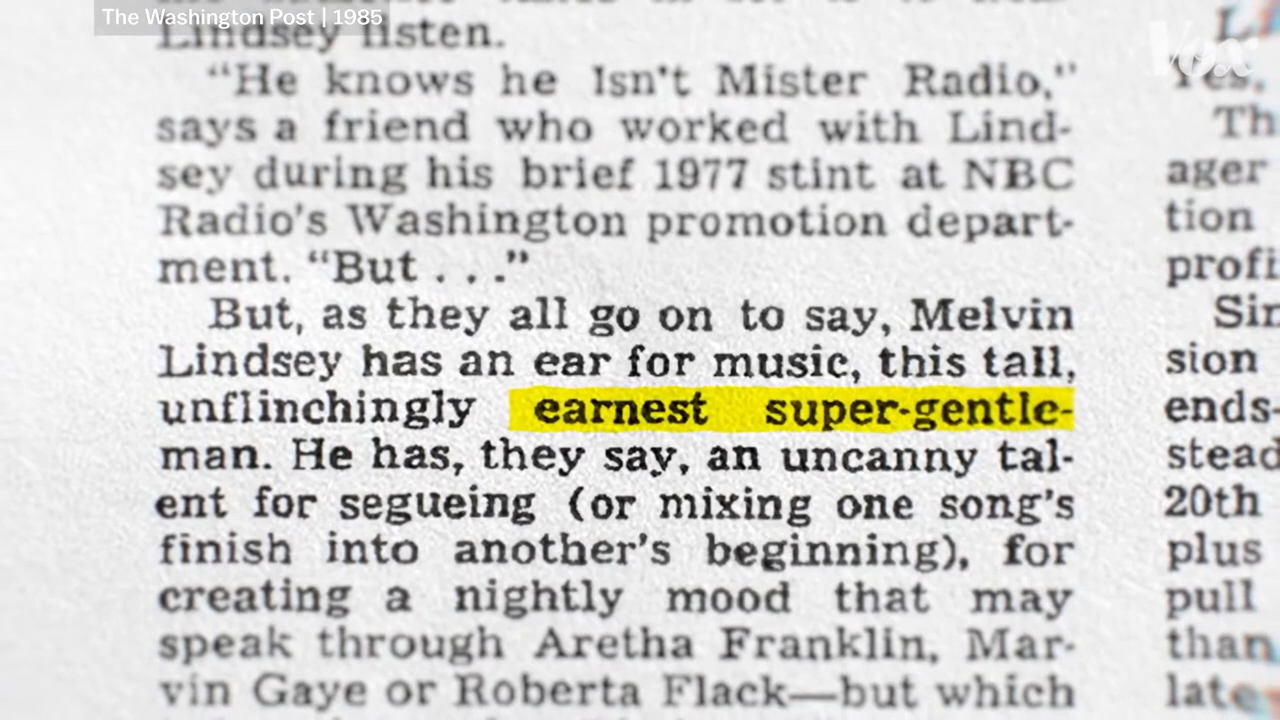 The Washington Post | 1985
Vox
Lindsey listen.
“He knows he Isn't Mister Radio,”
says a friend who worked with Lind-
sey during his brief 1977 stint at NBC
Radio's Washington promotion depart-
ment. “But . . .”
But, as they all go on to say, Melvin
Lindsey has an ear for music, this tall,
unflinchingly earnest super-gentle-
man. He has, they say, an uncanny tal-
ent for segueing (or mixing one song's
finish into another's beginning), for
creating a nightly mood that may
speak through Aretha Franklin, Mar-
vin Gaye or Roberta Flack—but which
Yes,
Th
ager
tion
profi
Sin
sion
ends-
stead
20th
plus
pull
than
late